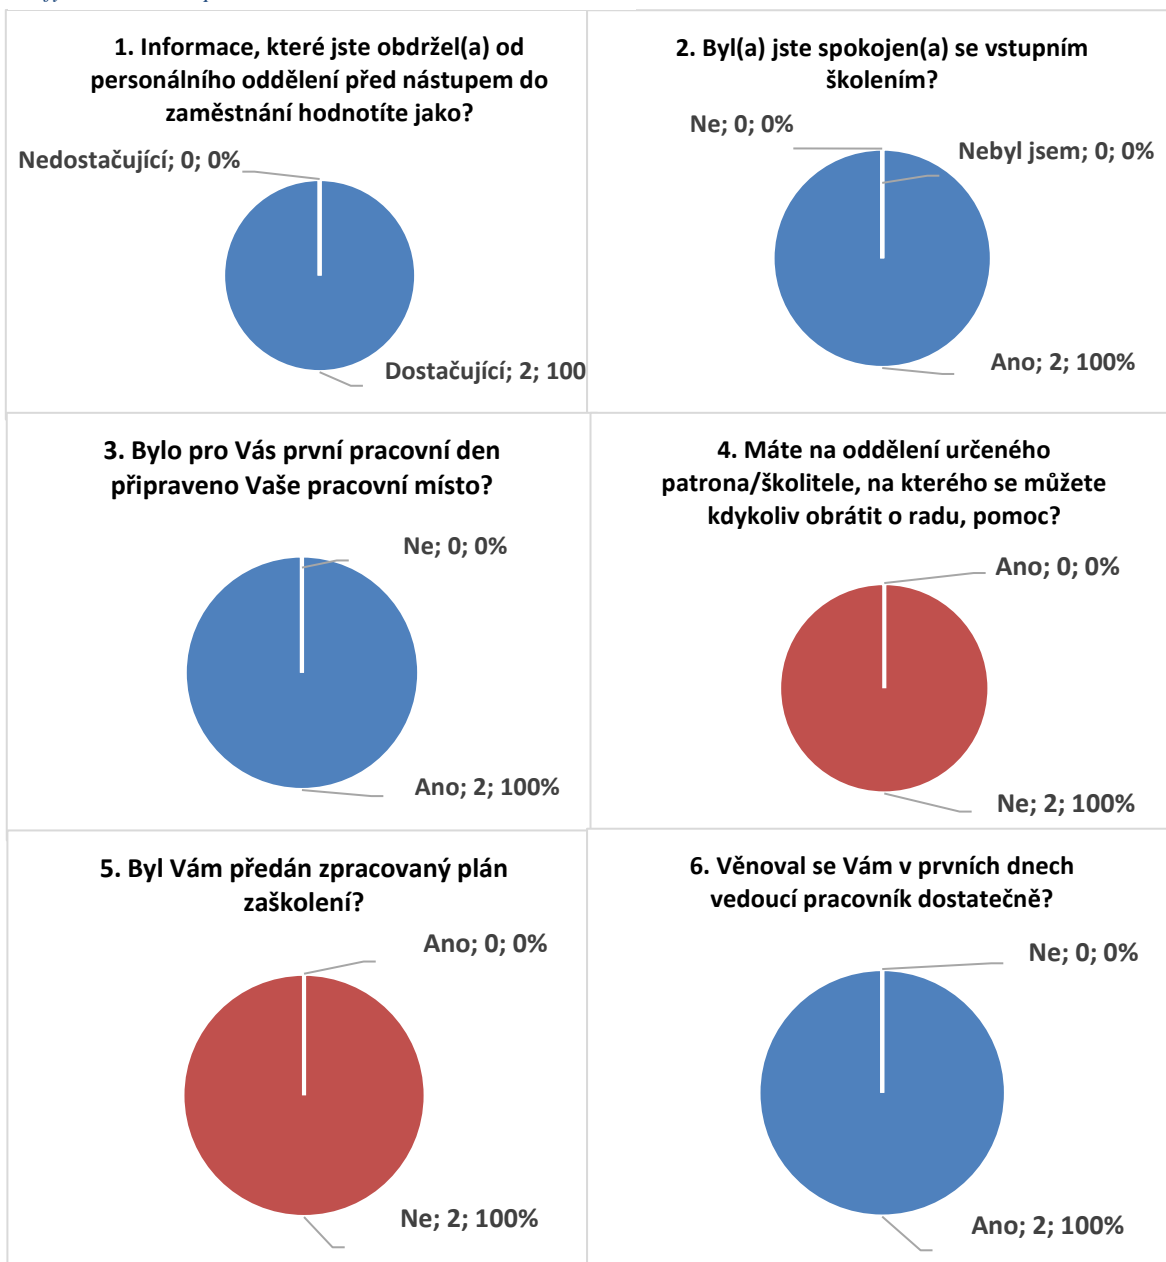 1. Informace, které jste obdržel(a) od
personálního oddělení před nástupem do
zaměstnání hodnotíte jako?
Nedostačující; 0; 0%
Dostačující; 2; 100
2. Byl(a) jste spokojen(a) se vstupním
školením?
Ne; 0; 0%
Nebyl jsem; 0; 0%
Ano; 2; 100%
3. Bylo pro Vás první pracovní den
připraveno Vaše pracovní místo?
Ne; 0; 0%
Ano; 2; 100%
4. Máte na oddělení určeného
patrona/školitele, na kterého se můžete
kdykoliv obrátit o radu, pomoc?
Ano; 0; 0%
Ne; 2; 100%
5. Byl Vám předán zpracovaný plán
zaškolení?
Ano; 0; 0%
Ne; 2; 100%
6. Věnoval se Vám v prvních dnech
vedoucí pracovník dostatečně?
Ne; 0; 0%
Ano; 2; 100%